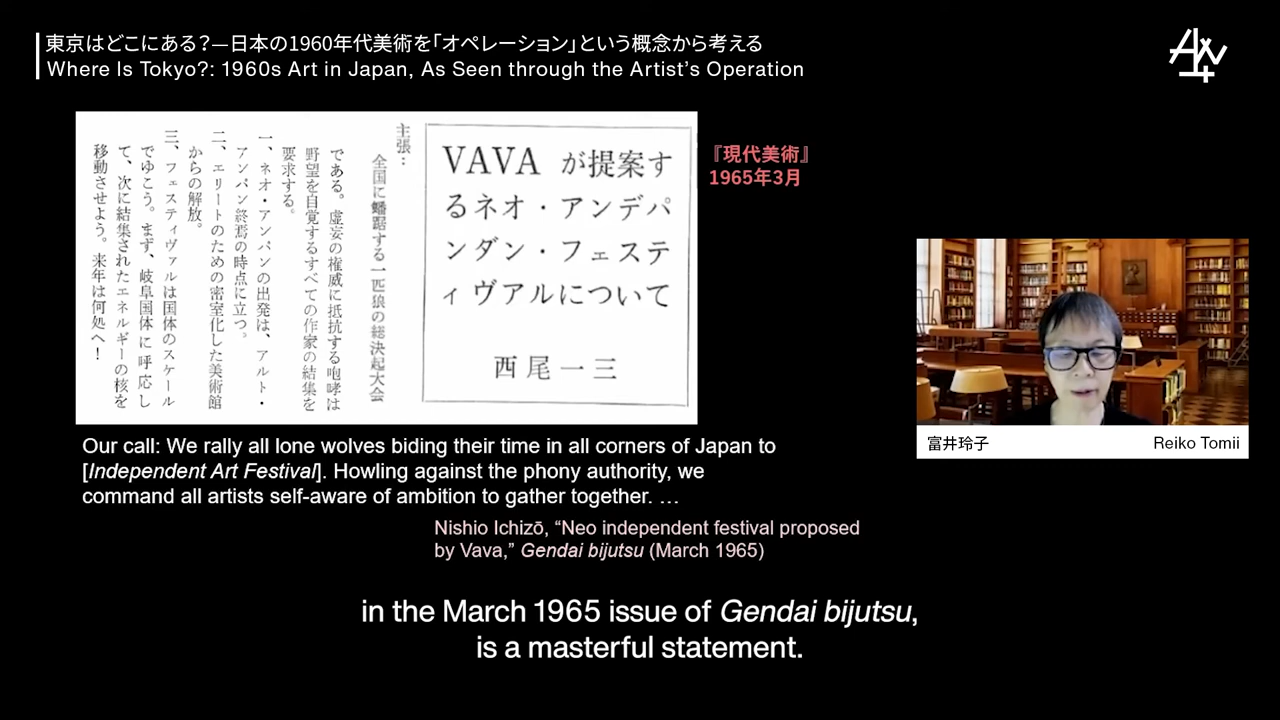 東京はどこにある？―日本の1960年代美術を「オペレーション」という概念から考える
Where Is Tokyo?: 1960s Art in Japan, As Seen through the Artist's Operation
VAVA が提案す
るネオ・アンデパ
ンダン・フェステ
ィヴァルについて
西尾一三
主張：
全国に蟠踞する一匹狼の総決起大会
である。虚妄の権威に抵抗する咆哮は
野望を自覚するすべての作家の結集を
要求する。
一、ネオ・アンパンの出発は、アルト・
アンパン終焉の時点に立つ。
二、エリートのための密室化した美術館
からの解放。
三、フェスティヴァルは国体のスケール
でゆこう。まず、岐阜国体に呼応し
て、次に結集されたエネルギーの核を
移動させよう。来年は何処へ！
『現代美術』
1965年3月
Our call: We rally all lone wolves biding their time in all corners of Japan to
[Independent Art Festival]. Howling against the phony authority, we
command all artists self-aware of ambition to gather together. …
Nishio Ichizō, “Neo independent festival proposed
by Vava,” Gendai bijutsu (March 1965)
富井玲子 Reiko Tomii
in the March 1965 issue of Gendai bijutsu,
is a masterful statement.